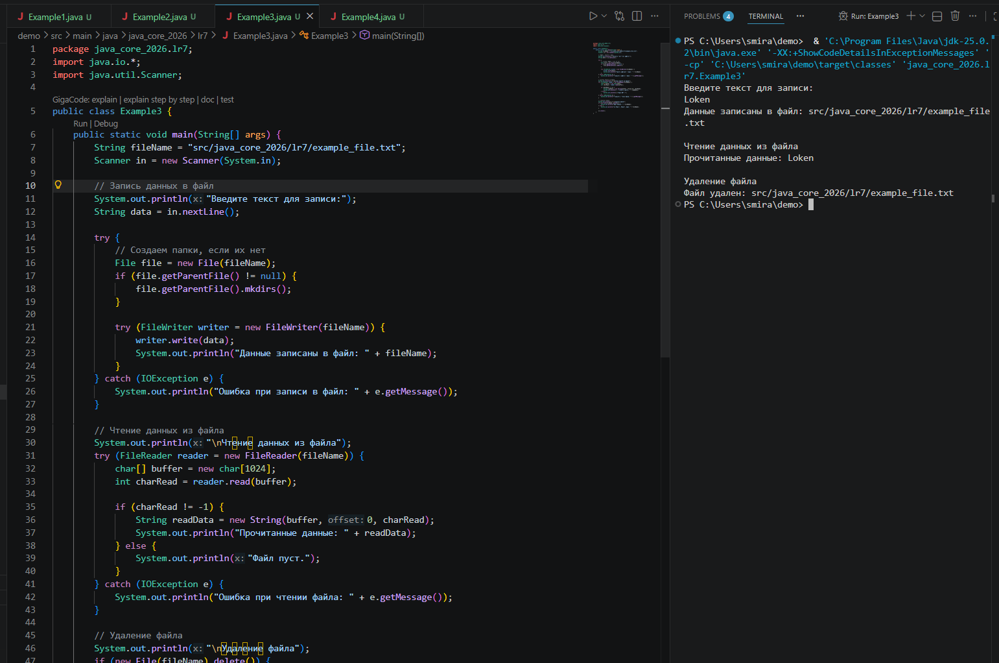 Example1.java U
Example2.java U
Example3.java U
Example4.java U
demo > src > main > java > java_core_2026 > lr7 > Example3.java > Example3 > main(String[])
1 package java_core_2026.lr7;
2 import java.io.*;
3 import java.util.Scanner;
4
GigaCode: explain | explain step by step | doc | test
5 public class Example3 {
Run | Debug
6 public static void main(String[] args) {
7 String fileName = "src/java_core_2026/lr7/example_file.txt";
8 Scanner in = new Scanner(System.in);
9
10 // Запись данных в файл
11 System.out.println(x: "Введите текст для записи:");
12 String data = in.nextLine();
13
14 try {
15 // Создаем папки, если их нет
16 File file = new File(fileName);
17 if (file.getParentFile() != null) {
18 file.getParentFile().mkdirs();
19 }
20
21 try (FileWriter writer = new FileWriter(fileName)) {
22 writer.write(data);
23 System.out.println("Данные записаны в файл: " + fileName);
24 }
25 } catch (IOException e) {
26 System.out.println("Ошибка при записи в файл: " + e.getMessage());
27 }
28
29 // Чтение данных из файла
30 System.out.println(x: "\nЧтение данных из файла");
31 try (FileReader reader = new FileReader(fileName)) {
32 char[] buffer = new char[1024];
33 int charRead = reader.read(buffer);
34
35 if (charRead != -1) {
36 String readData = new String(buffer, offset: 0, charRead);
37 System.out.println("Прочитанные данные: " + readData);
38 } else {
39 System.out.println(x: "Файл пуст.");
40 }
41 } catch (IOException e) {
42 System.out.println("Ошибка при чтении файла: " + e.getMessage());
43 }
44
45 // Удаление файла
46 System.out.println(x: "\nУдаление файла");
47 if (new File(fileName).delete()) {
PROBLEMS 4
TERMINAL
Run: Example3
PS C:\Users\smira\demo> & 'C:\Program Files\Java\jdk-25.0.
2\bin\java.exe' '-XX:+ShowCodeDetailsInExceptionMessages' '
-cp' 'C:\Users\smira\demo\target\classes' 'java_core_2026.l
r7.Example3'
Введите текст для записи:
Loken
Данные записаны в файл: src/java_core_2026/lr7/example_file
.txt
Чтение данных из файла
Прочитанные данные: Loken
Удаление файла
Файл удален: src/java_core_2026/lr7/example_file.txt
PS C:\Users\smira\demo>